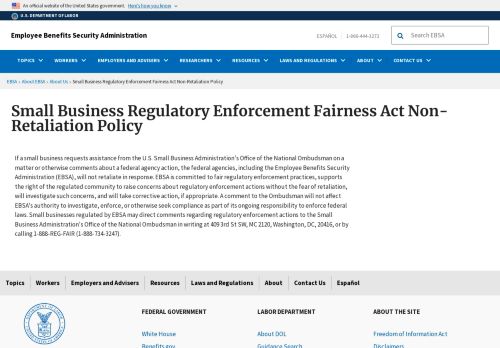 An official website of the United States government. Here's how you know
U.S. DEPARTMENT OF LABOR
Employee Benefits Security Administration
ESPAÑOL | 1-866-444-3272
Search EBSA
TOPICS WORKERS EMPLOYERS AND ADVISERS RESEARCHERS RESOURCES LAWS AND REGULATIONS ABOUT CONTACT US
EBSA › About EBSA › About Us › Small Business Regulatory Enforcement Fairness Act Non-Retaliation Policy
Small Business Regulatory Enforcement Fairness Act Non-
Retaliation Policy
If a small business requests assistance from the U.S. Small Business Administration's Office of the National Ombudsman on a
matter or otherwise comments about a federal agency action, the federal agencies, including the Employee Benefits Security
Administration (EBSA), will not retaliate in response. EBSA is committed to fair regulatory enforcement practices, supports
the right of the regulated community to raise concerns about regulatory enforcement actions without the fear of retaliation,
will investigate such concerns, and will take corrective action, if appropriate. A comment to the Ombudsman will not affect
EBSA's authority to investigate, enforce, or otherwise seek compliance as part of its ongoing responsibility to enforce federal
laws. Small businesses regulated by EBSA may direct comments regarding regulatory enforcement actions to the Small
Business Administration's Office of the National Ombudsman in writing at 409 3rd St SW, MC 2120, Washington, DC, 20416, or by
calling 1-888-REG-FAIR (1-888-734-3247).
Topics Workers Employers and Advisers Resources Laws and Regulations About Contact Us Español
FEDERAL GOVERNMENT LABOR DEPARTMENT ABOUT THE SITE
White House About DOL Freedom of Information Act
Benefits.gov Guidance Search Disclaimers